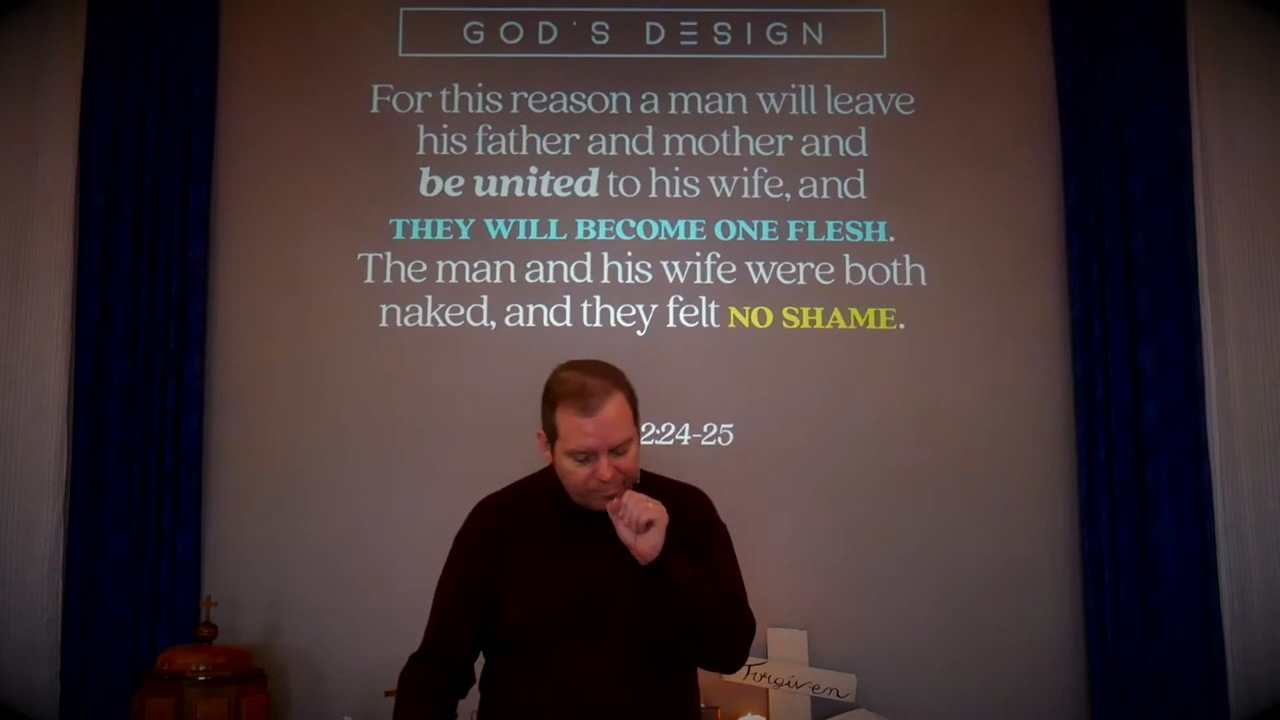 GOD'S DESIGN
For this reason a man will leave
his father and mother and
be united to his wife, and
THEY WILL BECOME ONE FLESH.
The man and his wife were both
naked, and they felt NO SHAME.
2:24-25
Forgiven